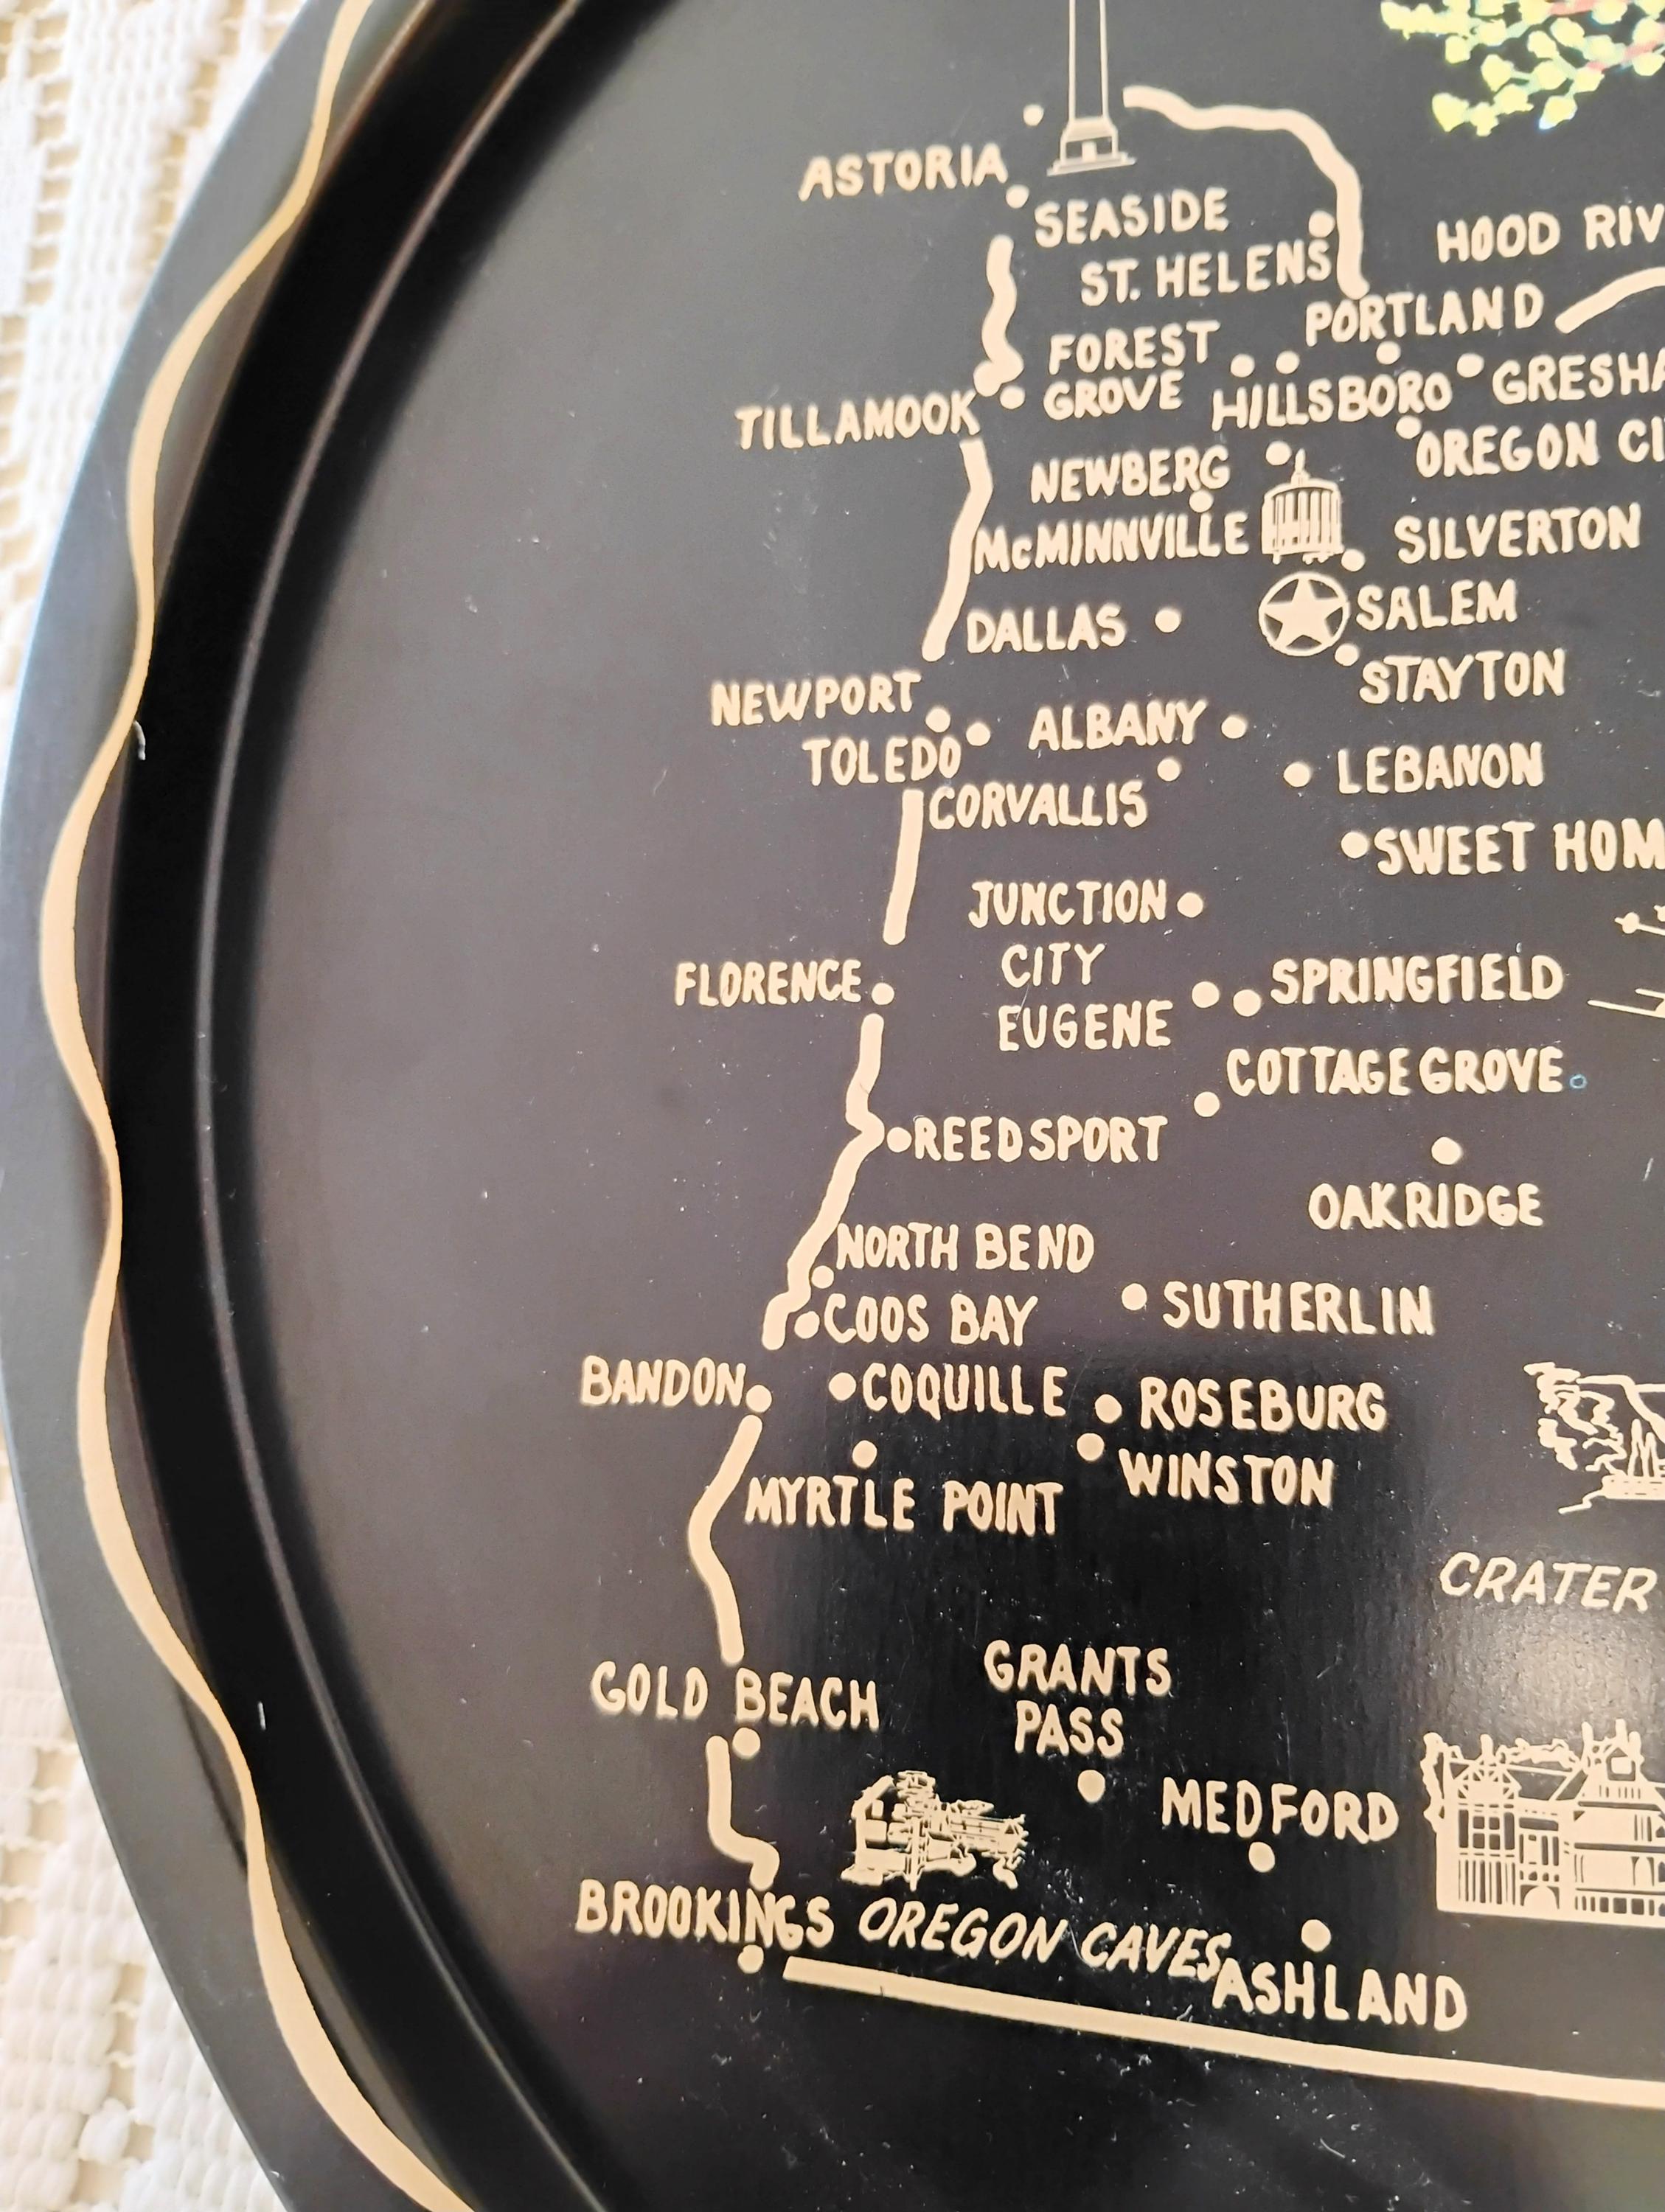 ASTORIA
SEASIDE
ST. HELENS
HOOD RIV
PORTLAND
FOREST
GROVE
HILLSBORO
GRESHA
TILLAMOOK
OREGON CI
NEWBERG
McMINNVILLE
SILVERTON
DALLAS
SALEM
STAYTON
NEWPORT
ALBANY
TOLEDO
LEBANON
CORVALLIS
SWEET HOM
JUNCTION
CITY
FLORENCE
SPRINGFIELD
EUGENE
COTTAGE GROVE
REEDSPORT
OAKRIDGE
NORTH BEND
SUTHERLIN
COOS BAY
BANDON
COQUILLE
ROSEBURG
WINSTON
MYRTLE POINT
CRATER
GRANTS
PASS
GOLD BEACH
MEDFORD
BROOKINGS
OREGON CAVES
ASHLAND